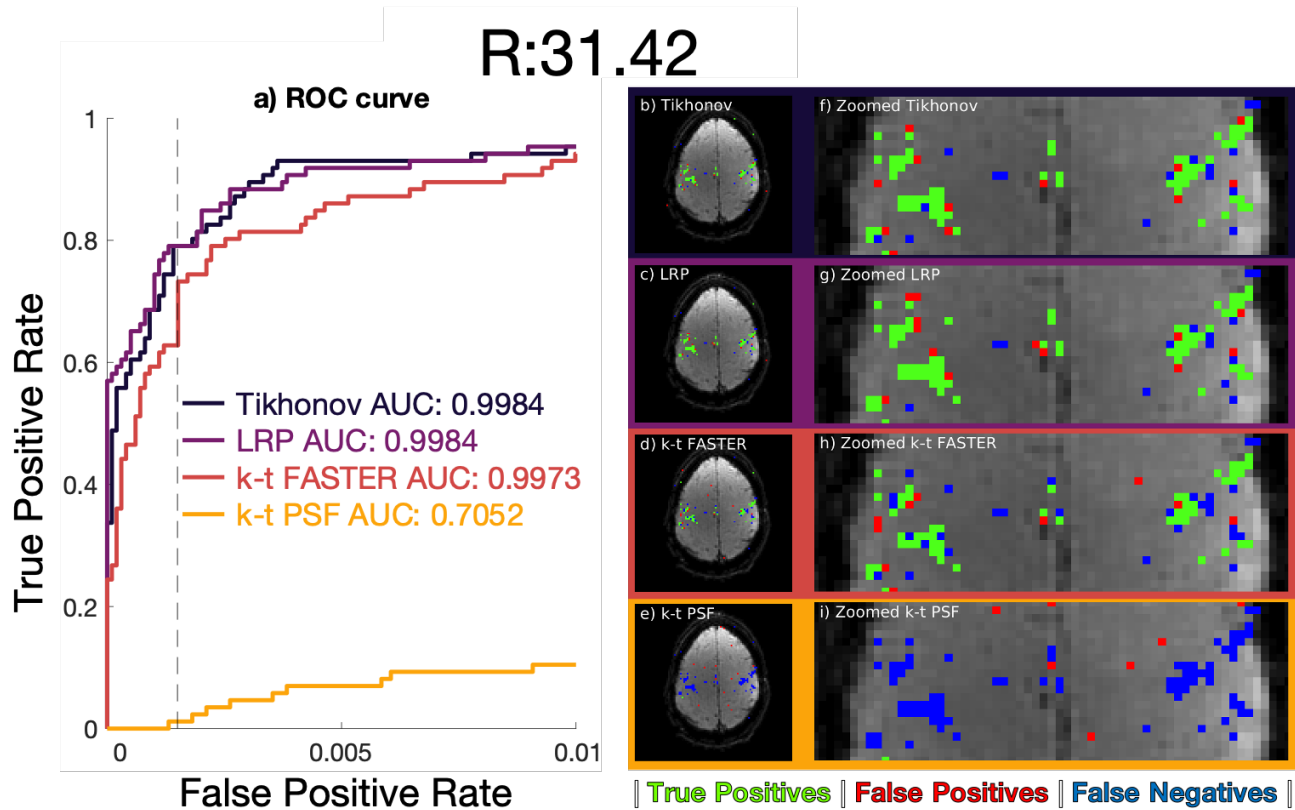 R:31.42
a) ROC curve
1
0.8
0.6
0.4
0.2
0
True Positive Rate
Tikhonov AUC: 0.9984
LRP AUC: 0.9984
k-t FASTER AUC: 0.9973
k-t PSF AUC: 0.7052
0 0.005 0.01
False Positive Rate
b) Tikhonov
f) Zoomed Tikhonov
c) LRP
g) Zoomed LRP
d) k-t FASTER
h) Zoomed k-t FASTER
e) k-t PSF
i) Zoomed k-t PSF
| True Positives | False Positives | False Negatives |